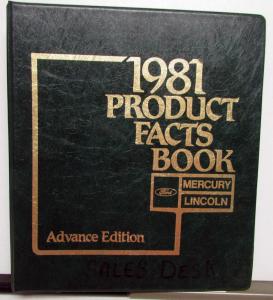 1981
PRODUCT
FACTS
BOOK
Ford
MERCURY
LINCOLN
Advance Edition
SALES DESK